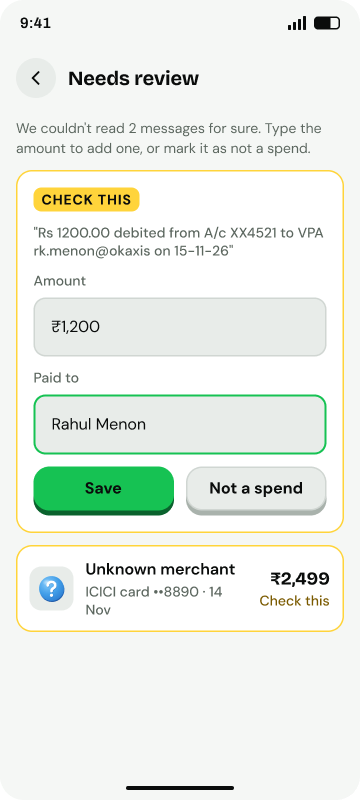 9:41
Needs review
We couldn't read 2 messages for sure. Type the
amount to add one, or mark it as not a spend.
CHECK THIS
"Rs 1200.00 debited from A/c XX4521 to VPA
rk.menon@okaxis on 15-11-26"
Amount
₹1,200
Paid to
Rahul Menon
Save
Not a spend
Unknown merchant
₹2,499
ICICI card ••8890 · 14
Nov
Check this